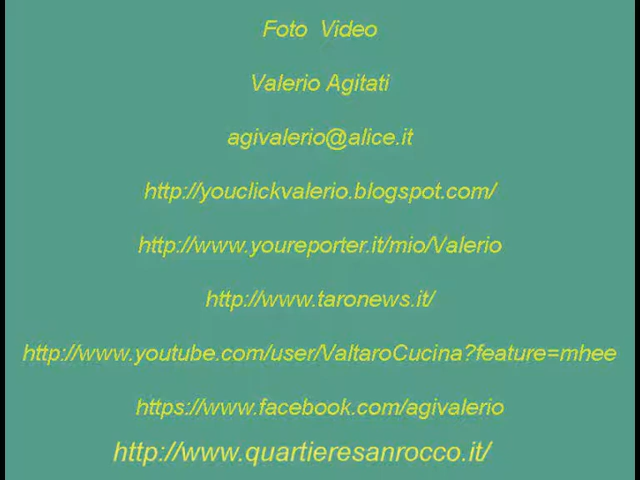 Foto Video
Valerio Agitati
agivalerio@alice.it
http://youclickvalerio.blogspot.com/
http://www.youreporter.it/mio/Valerio
http://www.taronews.it/
http://www.youtube.com/user/ValtaroCucina?feature=mhee
https://www.facebook.com/agivalerio
http://www.quartieresanrocco.it/